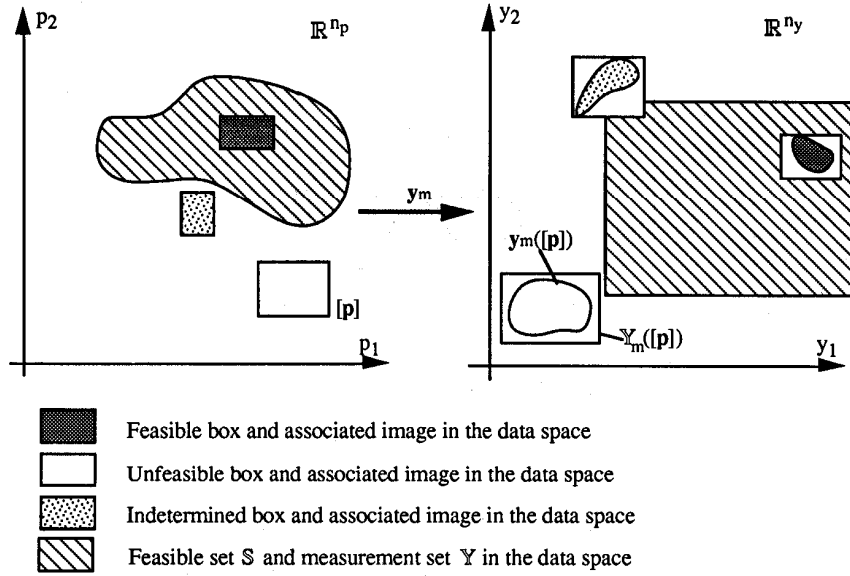 p2
ℝ np
y2
ℝ ny
ym
ym([p])
[p]
𝕐m([p])
p1
y1
Feasible box and associated image in the data space
Unfeasible box and associated image in the data space
Indetermined box and associated image in the data space
Feasible set 𝕊 and measurement set 𝕐 in the data space